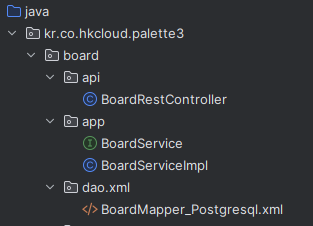 java
kr.co.hkcloud.palette3
board
api
BoardRestController
app
BoardService
BoardServiceImpl
dao.xml
BoardMapper_Postgresql.xml